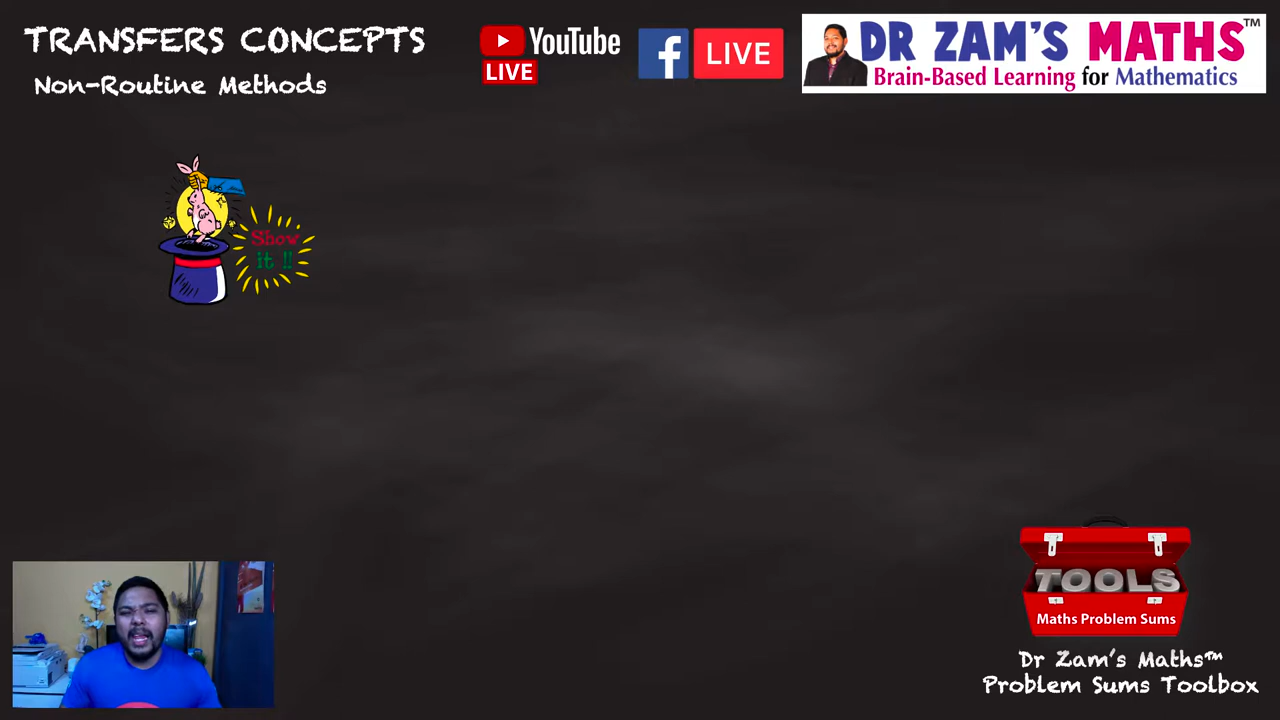 TRANSFERS CONCEPTS
Non-Routine Methods
YouTube
LIVE
f LIVE
DR ZAM'S MATHS™
Brain-Based Learning for Mathematics
Show
it !!
TOOLS
Maths Problem Sums
Dr Zam's Maths™
Problem Sums Toolbox